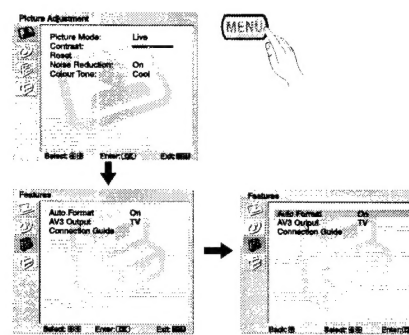 Picture Adjustment
Picture Mode: Live
Contrast:
Reset
Noise Reduction: On
Colour Tone: Cool
Select: Enter: OK Exit:
MENU
Features
Auto Format On
AV3 Output TV
Connection Guide
Select: Enter: OK Exit:
Features
Auto Format On
AV3 Output TV
Connection Guide
Back: Select: Enter: